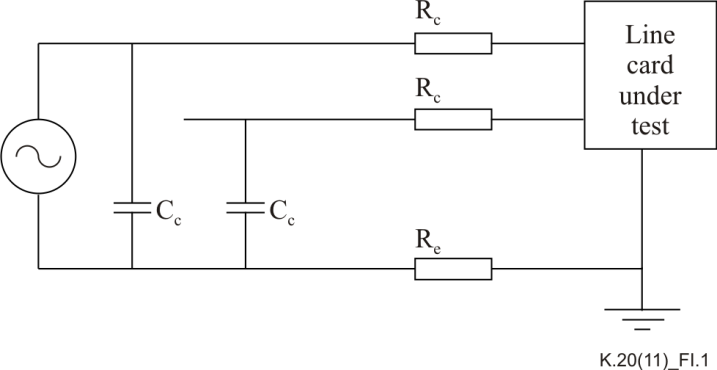 Rc
Line
card
under
test
Rc
Cc
Cc
Re
K.20(11)_FI.1